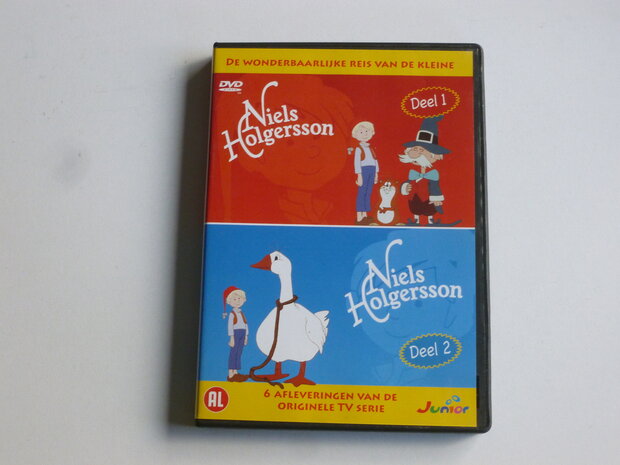 DE WONDERBAARLIJKE REIS VAN DE KLEINE
DVD
Niels
Holgersson
Deel 1
Niels
Holgersson
Deel 2
AL
6 AFLEVERINGEN VAN DE
ORIGINELE TV SERIE
Junior